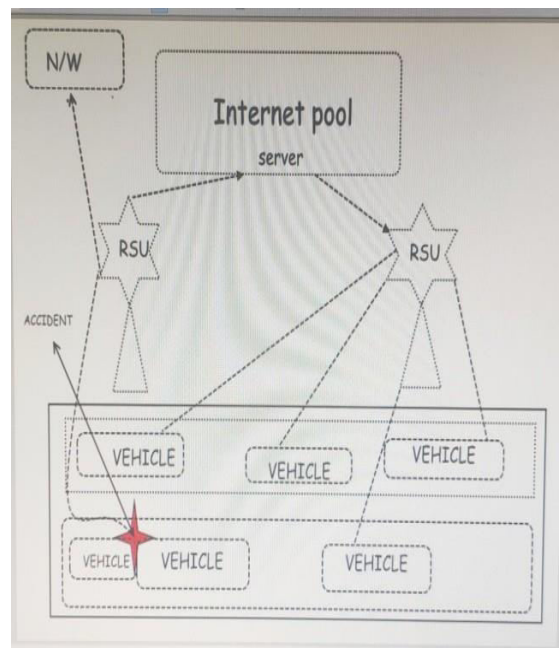 N/W
Internet pool
server
RSU
RSU
ACCIDENT
VEHICLE
VEHICLE
VEHICLE
VEHICLE
VEHICLE
VEHICLE